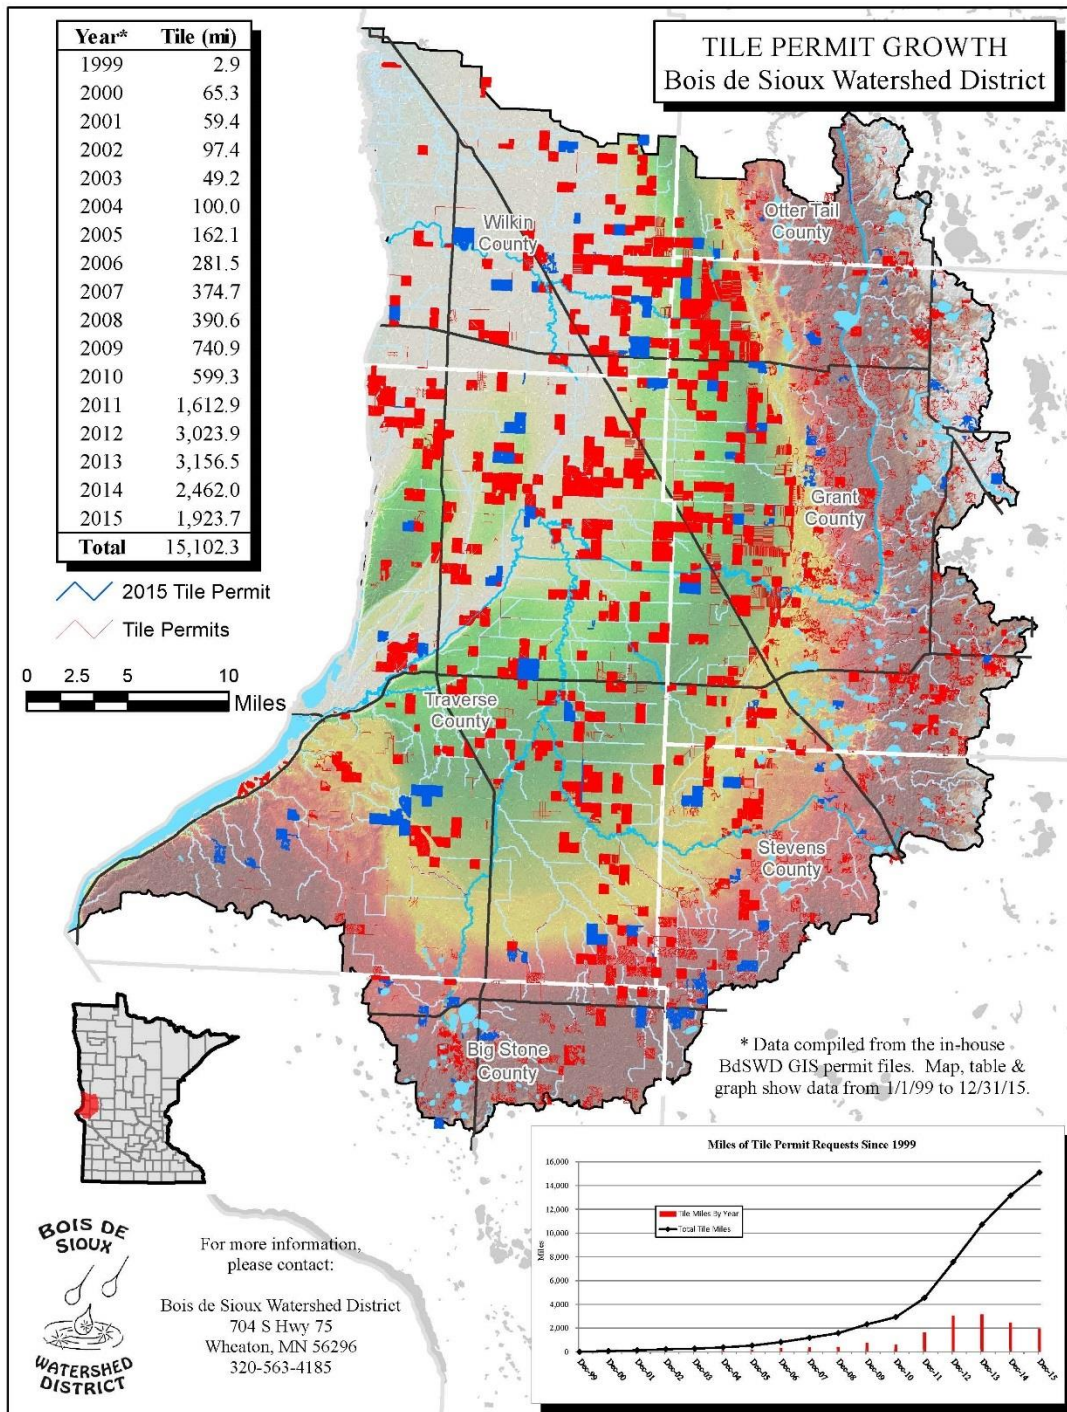 TILE PERMIT GROWTH
Bois de Sioux Watershed District
Year* Tile (mi)
1999 2.9
2000 65.3
2001 59.4
2002 97.4
2003 49.2
2004 100.0
2005 162.1
2006 281.5
2007 374.7
2008 390.6
2009 740.9
2010 599.3
2011 1,612.9
2012 3,023.9
2013 3,156.5
2014 2,462.0
2015 1,923.7
Total 15,102.3
2015 Tile Permit
Tile Permits
0 2.5 5 10
Miles
Wilkin
County
Otter Tail
County
Grant
County
Traverse
County
Stevens
County
Big Stone
County
* Data compiled from the in-house
BdSWD GIS permit files. Map, table &
graph show data from 1/1/99 to 12/31/15.
BOIS DE
SIOUX
WATERSHED
DISTRICT
For more information,
please contact:
Bois de Sioux Watershed District
704 S Hwy 75
Wheaton, MN 56296
320-563-4185
Miles of Tile Permit Requests Since 1999
16,000
14,000
12,000
10,000
8,000
6,000
4,000
2,000
0
Miles
Tile Miles By Year
Total Tile Miles
Dec-99 Dec-00 Dec-01 Dec-02 Dec-03 Dec-04 Dec-05 Dec-06 Dec-07 Dec-08 Dec-09 Dec-10 Dec-11 Dec-12 Dec-13 Dec-14 Dec-15